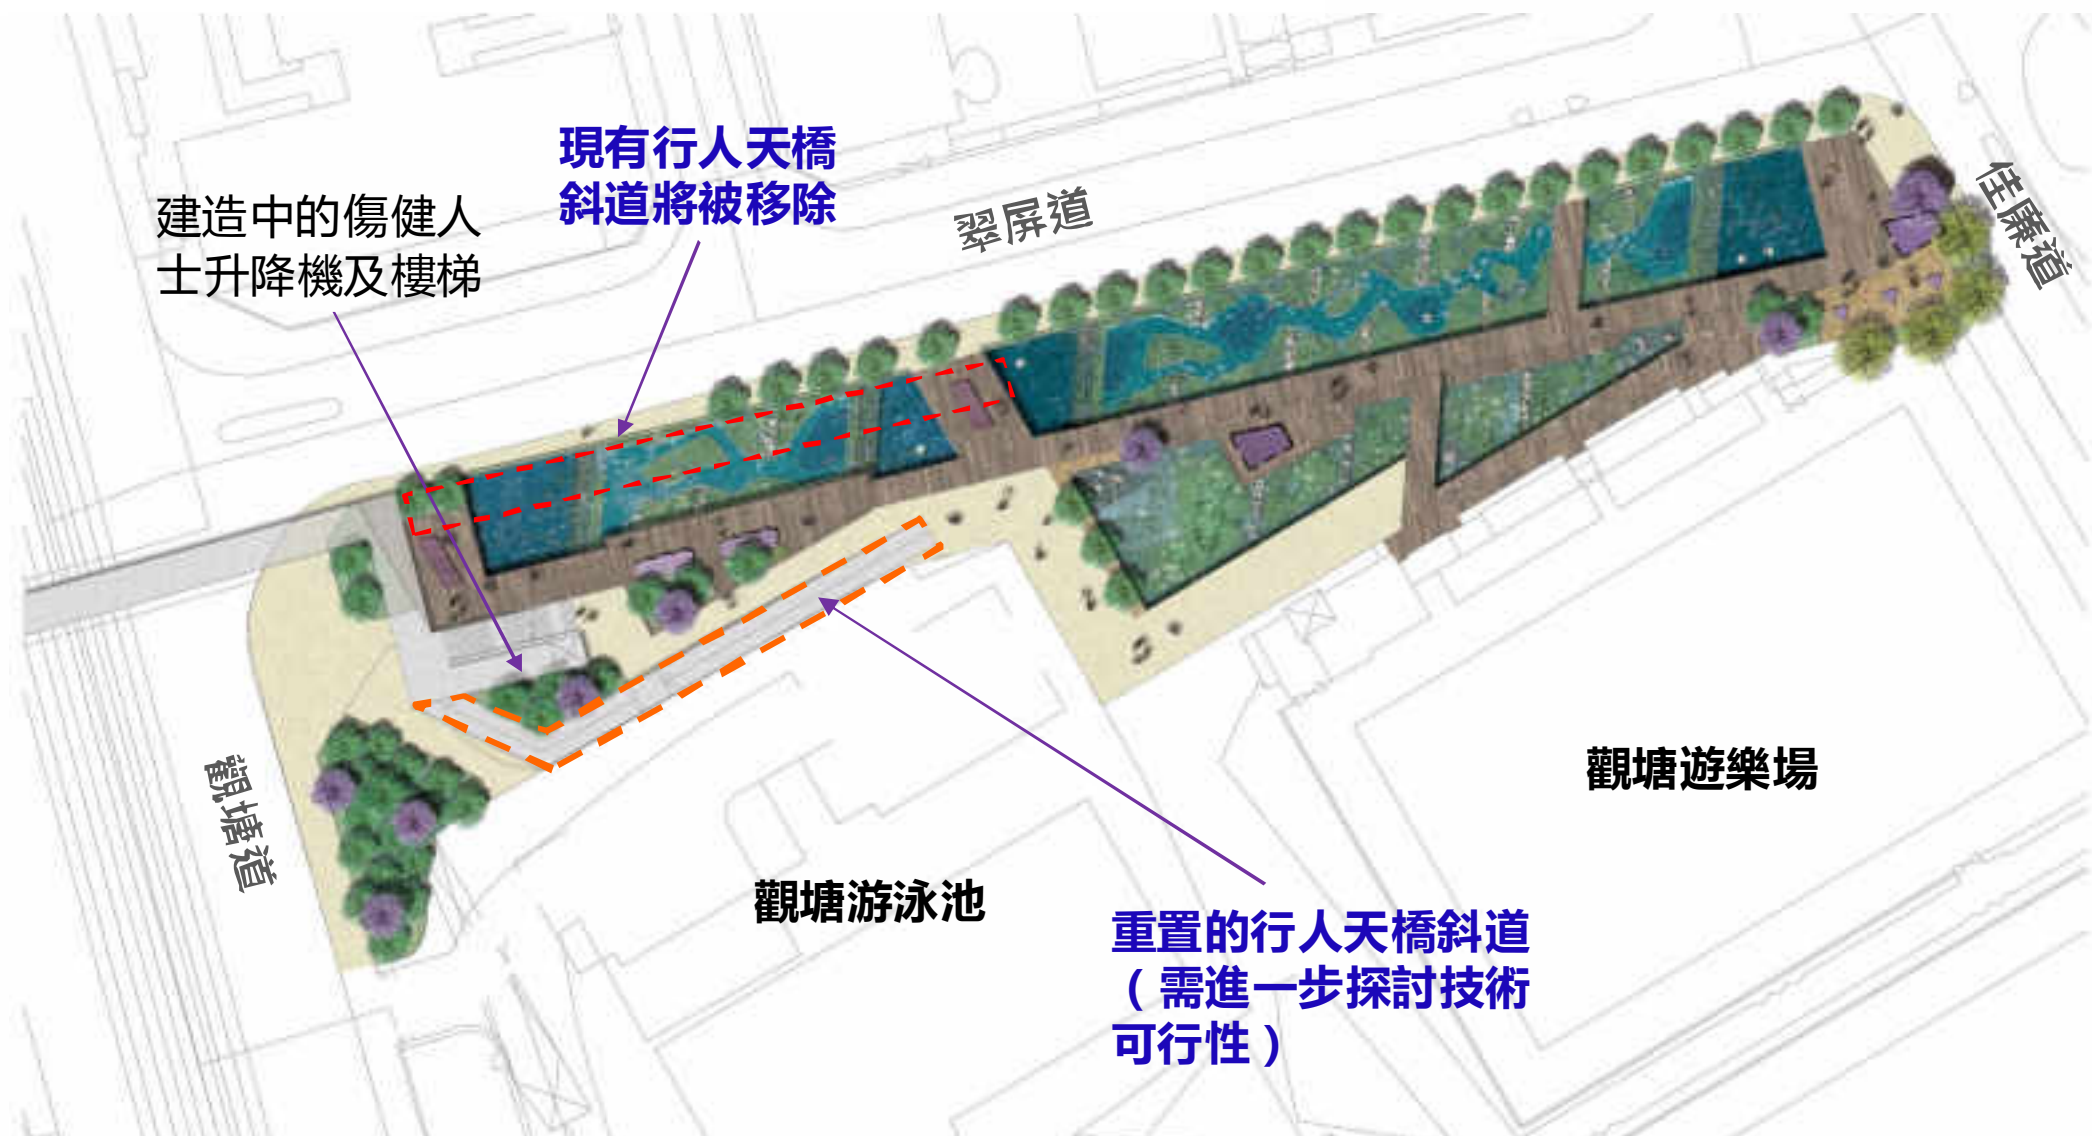 現有行人天橋
斜道將被移除
建造中的傷健人
士升降機及樓梯
翠屏道
佳廉道
觀塘道
觀塘遊樂場
觀塘游泳池
重置的行人天橋斜道
（需進一步探討技術
可行性）